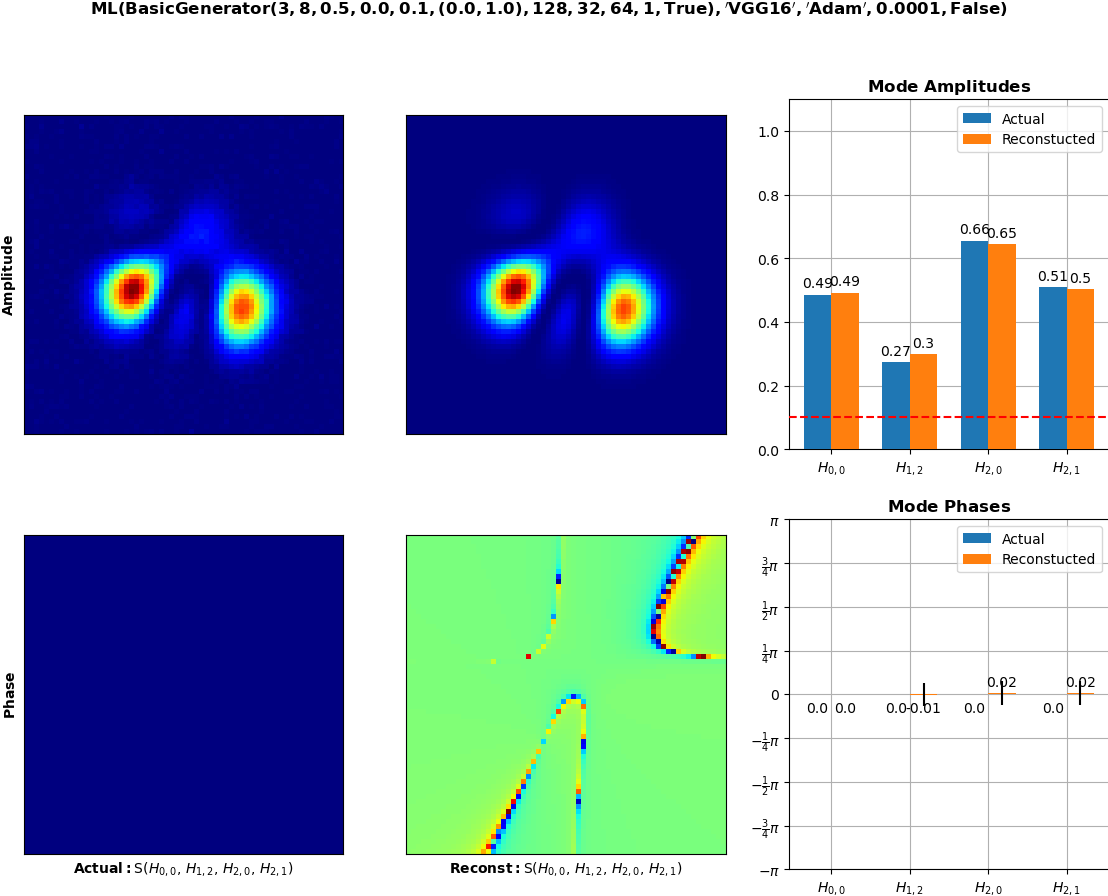 ML(BasicGenerator(3, 8, 0.5, 0.0, 0.1, (0.0, 1.0), 128, 32, 64, 1, True), ′VGG16′, ′Adam′, 0.0001, False)
Amplitude
Mode Amplitudes
Actual
Reconstucted
1.0
0.8
0.6
0.4
0.2
0.0
0.49
0.49
0.27
0.3
0.66
0.65
0.51
0.5
H0,0
H1,2
H2,0
H2,1
Phase
Actual: S(H0,0, H1,2, H2,0, H2,1)
Reconst: S(H0,0, H1,2, H2,0, H2,1)
Mode Phases
Actual
Reconstucted
π
3/4π
1/2π
1/4π
0
−1/4π
−1/2π
−3/4π
−π
0.0
0.0
0.0
-0.01
0.0
0.02
0.0
0.02
H0,0
H1,2
H2,0
H2,1